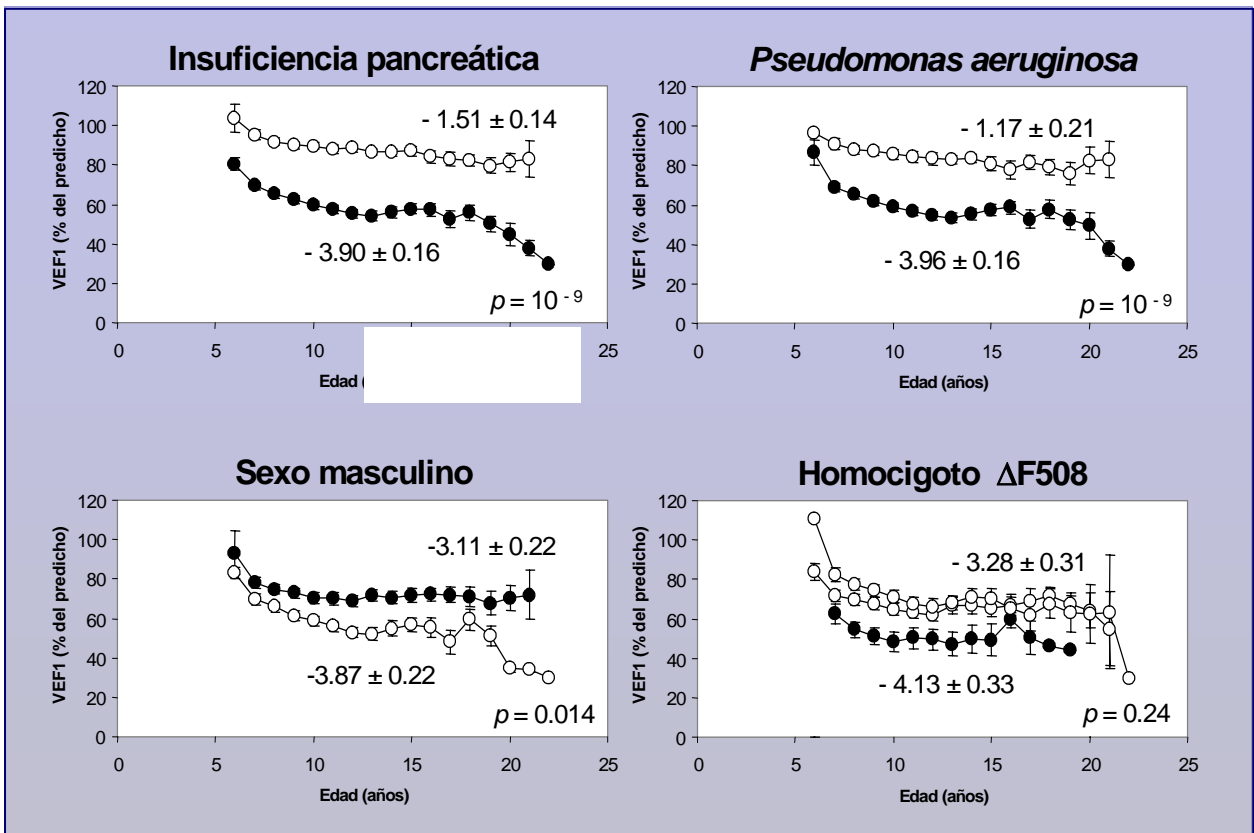 Insuficiencia pancreática
VEF1 (% del predicho)
120
100
80
60
40
20
0
- 1.51 ± 0.14
- 3.90 ± 0.16
p = 10 - 9
0 5 10 25
Edad (
Pseudomonas aeruginosa
VEF1 (% del predicho)
120
100
80
60
40
20
0
- 1.17 ± 0.21
- 3.96 ± 0.16
p = 10 - 9
0 5 10 15 20 25
Edad (años)
Sexo masculino
VEF1 (% del predicho)
120
100
80
60
40
20
0
-3.11 ± 0.22
-3.87 ± 0.22
p = 0.014
0 5 10 15 20 25
Edad (años)
Homocigoto ΔF508
VEF1 (% del predicho)
120
100
80
60
40
20
0
- 3.28 ± 0.31
- 4.13 ± 0.33
p = 0.24
0 5 10 15 20 25
Edad (años)